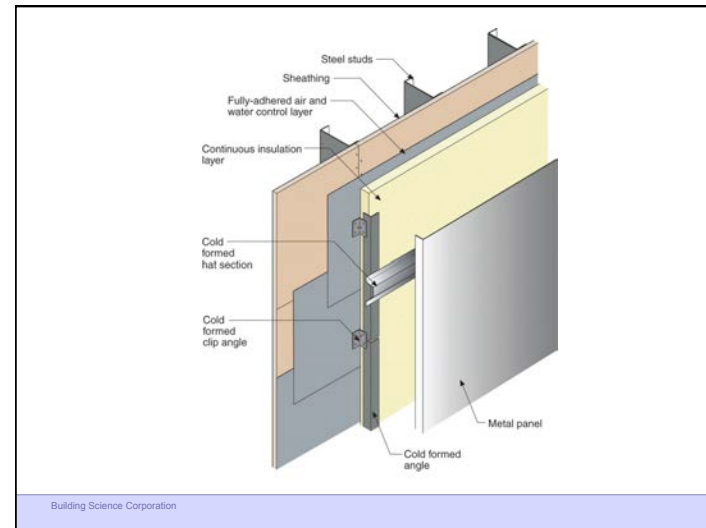 Steel studs
Sheathing
Fully-adhered air and
water control layer
Continuous insulation
layer
Cold
formed
hat section
Cold
formed
clip angle
Metal panel
Cold formed
angle
Building Science Corporation